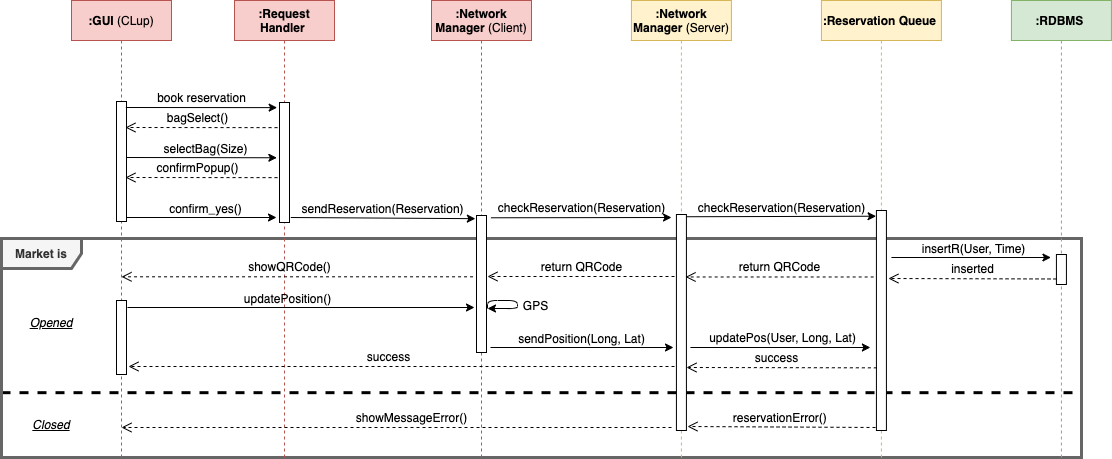 :GUI (CLup)
:Request
Handler
:Network
Manager (Client)
:Network
Manager (Server)
:Reservation Queue
:RDBMS
book reservation
bagSelect()
selectBag(Size)
confirmPopup()
confirm_yes()
sendReservation(Reservation)
checkReservation(Reservation)
checkReservation(Reservation)
Market is
insertR(User, Time)
showQRCode()
return QRCode
return QRCode
inserted
updatePosition()
GPS
Opened
sendPosition(Long, Lat)
updatePos(User, Long, Lat)
success
success
Closed
showMessageError()
reservationError()